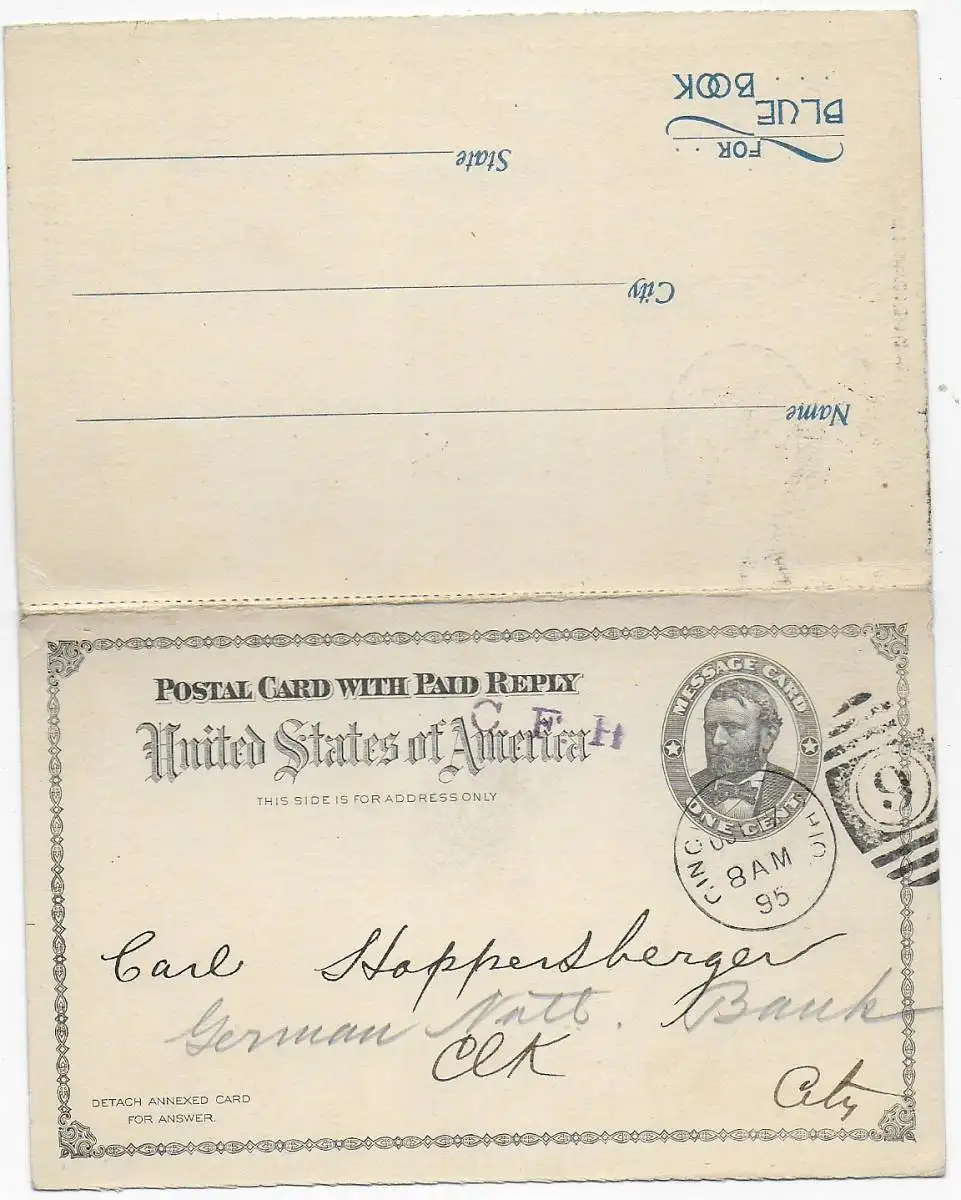 FOR
BLUE
BOOK
State
City
Name
POSTAL CARD WITH PAID REPLY
United States of America
C F H
THIS SIDE IS FOR ADDRESS ONLY
MESSAGE CARD
ONE CENT
8 AM
95
9
Carl Hoppersberger
German Natl. Bank
Clk
City
DETACH ANNEXED CARD
FOR ANSWER.